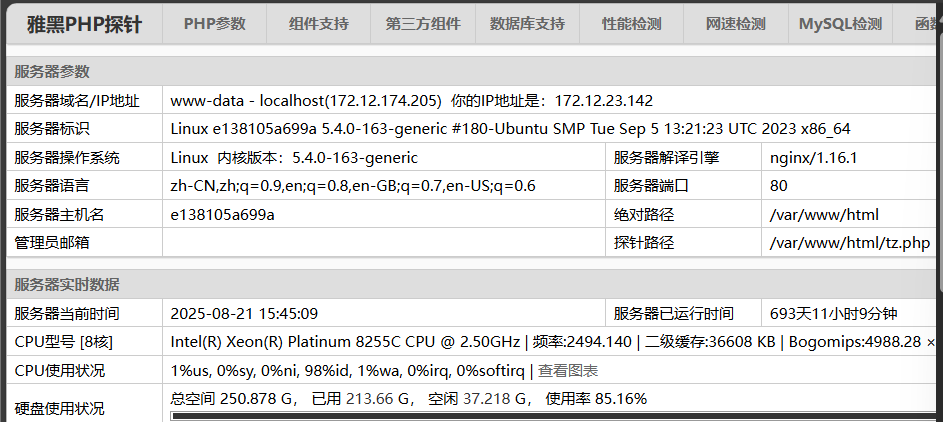 雅黑PHP探针 PHP参数 组件支持 第三方组件 数据库支持 性能检测 网速检测 MySQL检测 函数
服务器参数
服务器域名/IP地址 www-data - localhost(172.12.174.205) 你的IP地址是：172.12.23.142
服务器标识 Linux e138105a699a 5.4.0-163-generic #180-Ubuntu SMP Tue Sep 5 13:21:23 UTC 2023 x86_64
服务器操作系统 Linux 内核版本：5.4.0-163-generic 服务器解译引擎 nginx/1.16.1
服务器语言 zh-CN,zh;q=0.9,en;q=0.8,en-GB;q=0.7,en-US;q=0.6 服务器端口 80
服务器主机名 e138105a699a 绝对路径 /var/www/html
管理员邮箱 探针路径 /var/www/html/tz.php
服务器实时数据
服务器当前时间 2025-08-21 15:45:09 服务器已运行时间 693天11小时9分钟
CPU型号 [8核] Intel(R) Xeon(R) Platinum 8255C CPU @ 2.50GHz | 频率:2494.140 | 二级缓存:36608 KB | Bogomips:4988.28 ×
CPU使用状况 1%us, 0%sy, 0%ni, 98%id, 1%wa, 0%irq, 0%softirq | 查看图表
硬盘使用状况 总空间 250.878 G， 已用 213.66 G， 空闲 37.218 G， 使用率 85.16%